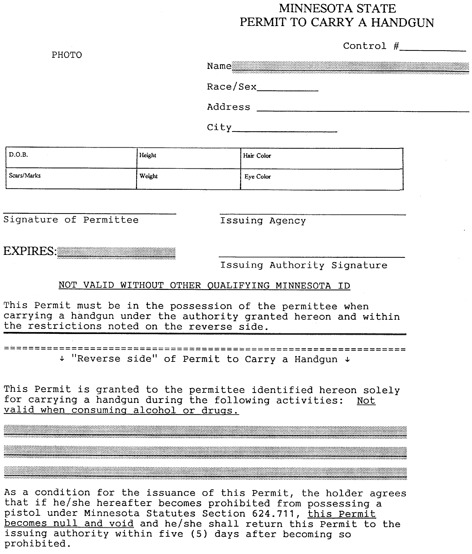 MINNESOTA STATE
PERMIT TO CARRY A HANDGUN
Control #
PHOTO
Name
Race/Sex
Address
City
D.O.B. Height Hair Color
Scars/Marks Weight Eye Color
Signature of Permittee Issuing Agency
EXPIRES:
Issuing Authority Signature
NOT VALID WITHOUT OTHER QUALIFYING MINNESOTA ID
This Permit must be in the possession of the permittee when
carrying a handgun under the authority granted hereon and within
the restrictions noted on the reverse side.
↓ "Reverse side" of Permit to Carry a Handgun ↓
This Permit is granted to the permittee identified hereon solely
for carrying a handgun during the following activities: Not
valid when consuming alcohol or drugs.
As a condition for the issuance of this Permit, the holder agrees
that if he/she hereafter becomes prohibited from possessing a
pistol under Minnesota Statutes Section 624.711, this Permit
becomes null and void and he/she shall return this Permit to the
issuing authority within five (5) days after becoming so
prohibited.